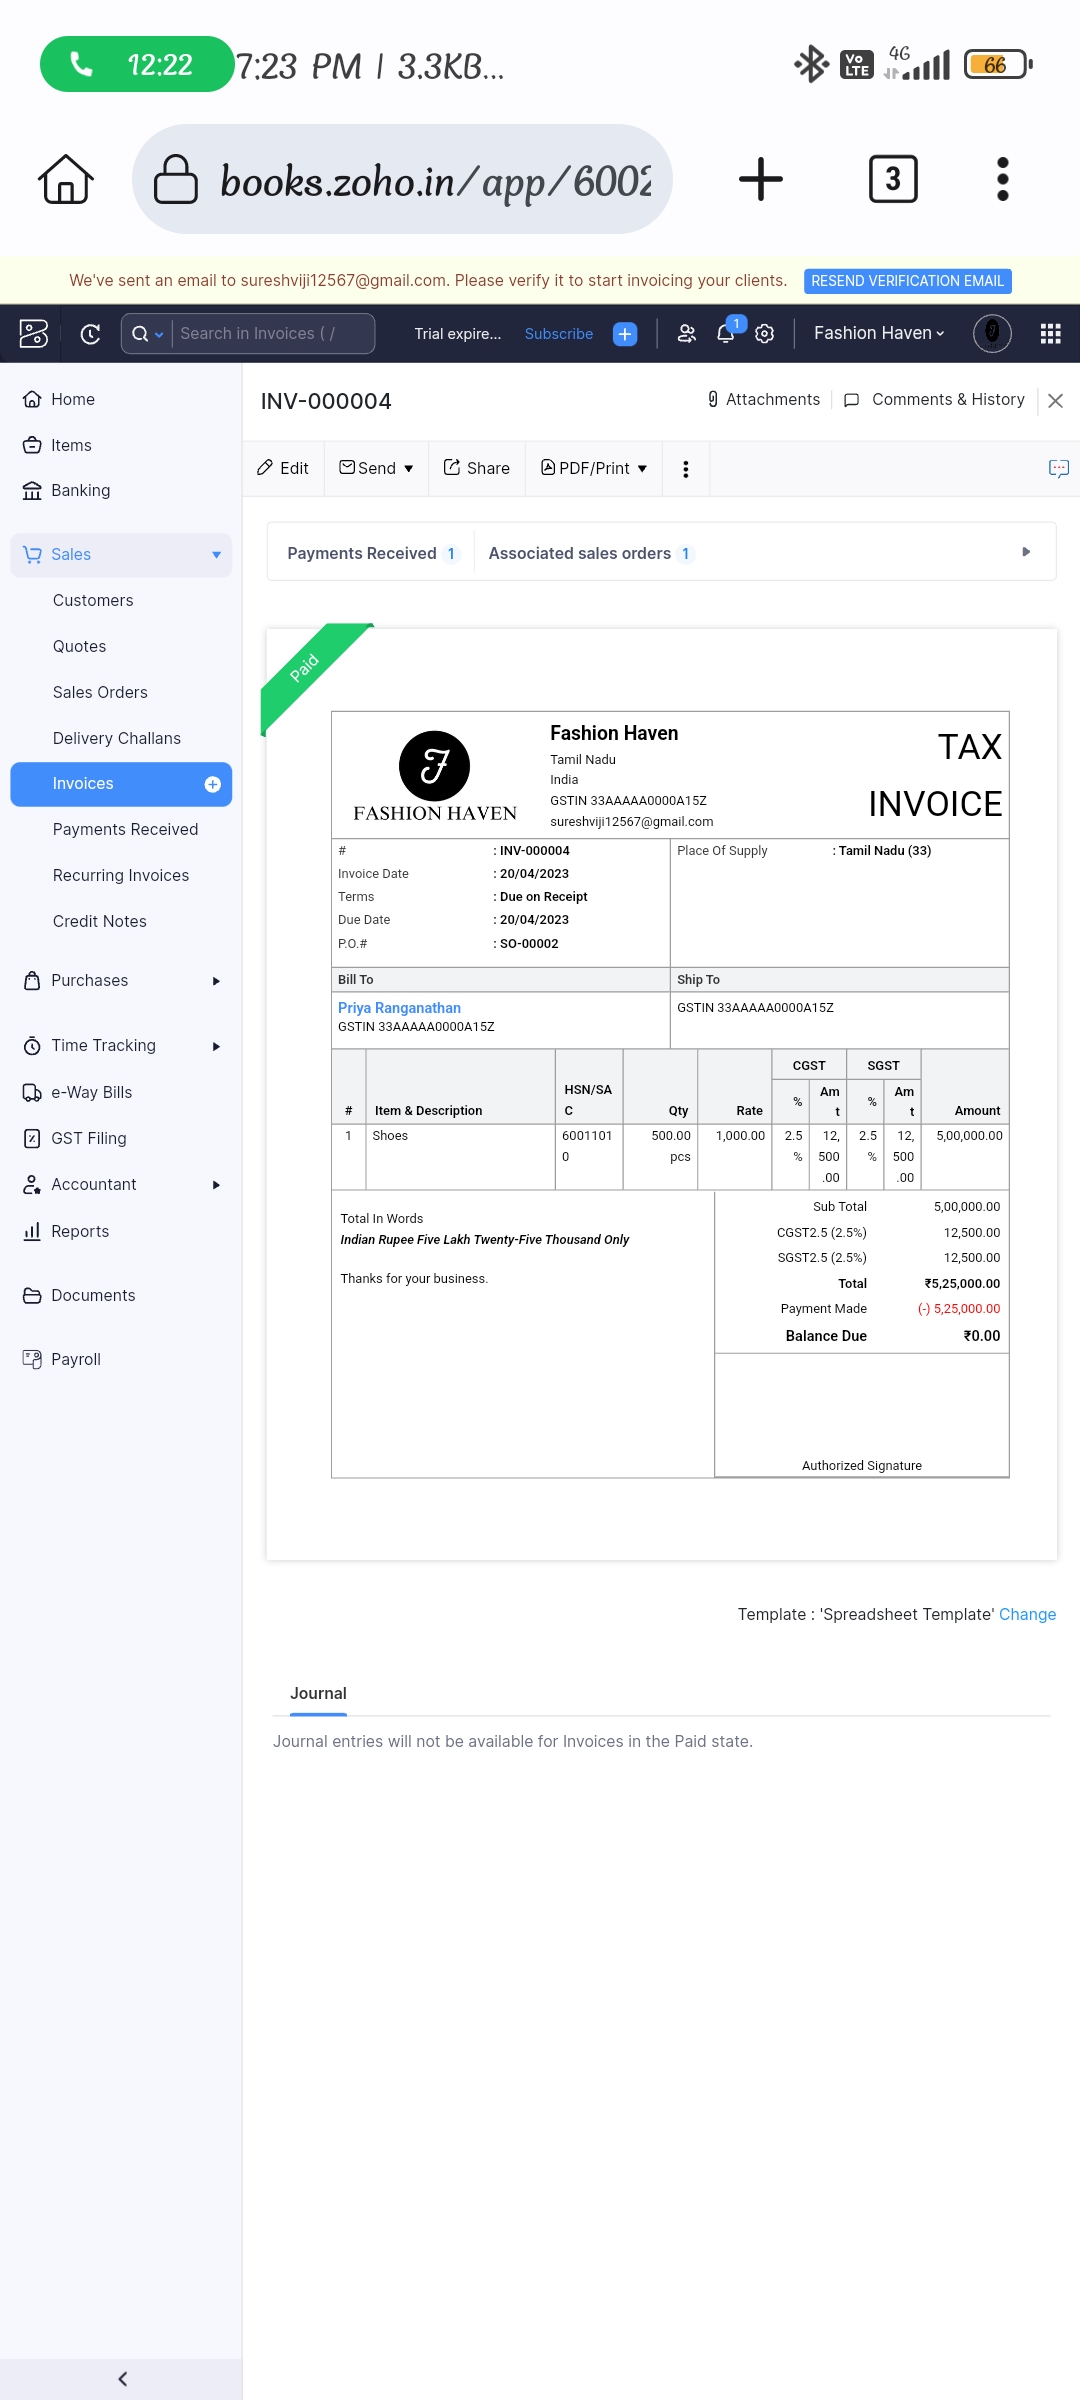 12:22 7:23 PM | 3.3KB...
Vo LTE 4G 66
books.zoho.in/app/6002
3
We've sent an email to sureshviji12567@gmail.com. Please verify it to start invoicing your clients. RESEND VERIFICATION EMAIL
Search in Invoices ( / Trial expire... Subscribe 1 Fashion Haven
Home
Items
Banking
Sales
Customers
Quotes
Sales Orders
Delivery Challans
Invoices
Payments Received
Recurring Invoices
Credit Notes
Purchases
Time Tracking
e-Way Bills
GST Filing
Accountant
Reports
Documents
Payroll
INV-000004 Attachments Comments & History
Edit Send Share PDF/Print
Payments Received 1 Associated sales orders 1
Paid
FASHION HAVEN
Fashion Haven
Tamil Nadu
India
GSTIN 33AAAAA0000A15Z
sureshviji12567@gmail.com
TAX
INVOICE
# : INV-000004
Invoice Date : 20/04/2023
Terms : Due on Receipt
Due Date : 20/04/2023
P.O.# : SO-00002
Place Of Supply : Tamil Nadu (33)
Bill To Ship To
Priya Ranganathan
GSTIN 33AAAAA0000A15Z
GSTIN 33AAAAA0000A15Z
# Item & Description HSN/SAC Qty Rate CGST % Amt SGST % Amt Amount
1 Shoes 60011010 500.00 pcs 1,000.00 2.5% 12,500.00 2.5% 12,500.00 5,00,000.00
Total In Words
Indian Rupee Five Lakh Twenty-Five Thousand Only
Thanks for your business.
Sub Total 5,00,000.00
CGST2.5 (2.5%) 12,500.00
SGST2.5 (2.5%) 12,500.00
Total ₹5,25,000.00
Payment Made (-) 5,25,000.00
Balance Due ₹0.00
Authorized Signature
Template : 'Spreadsheet Template' Change
Journal
Journal entries will not be available for Invoices in the Paid state.